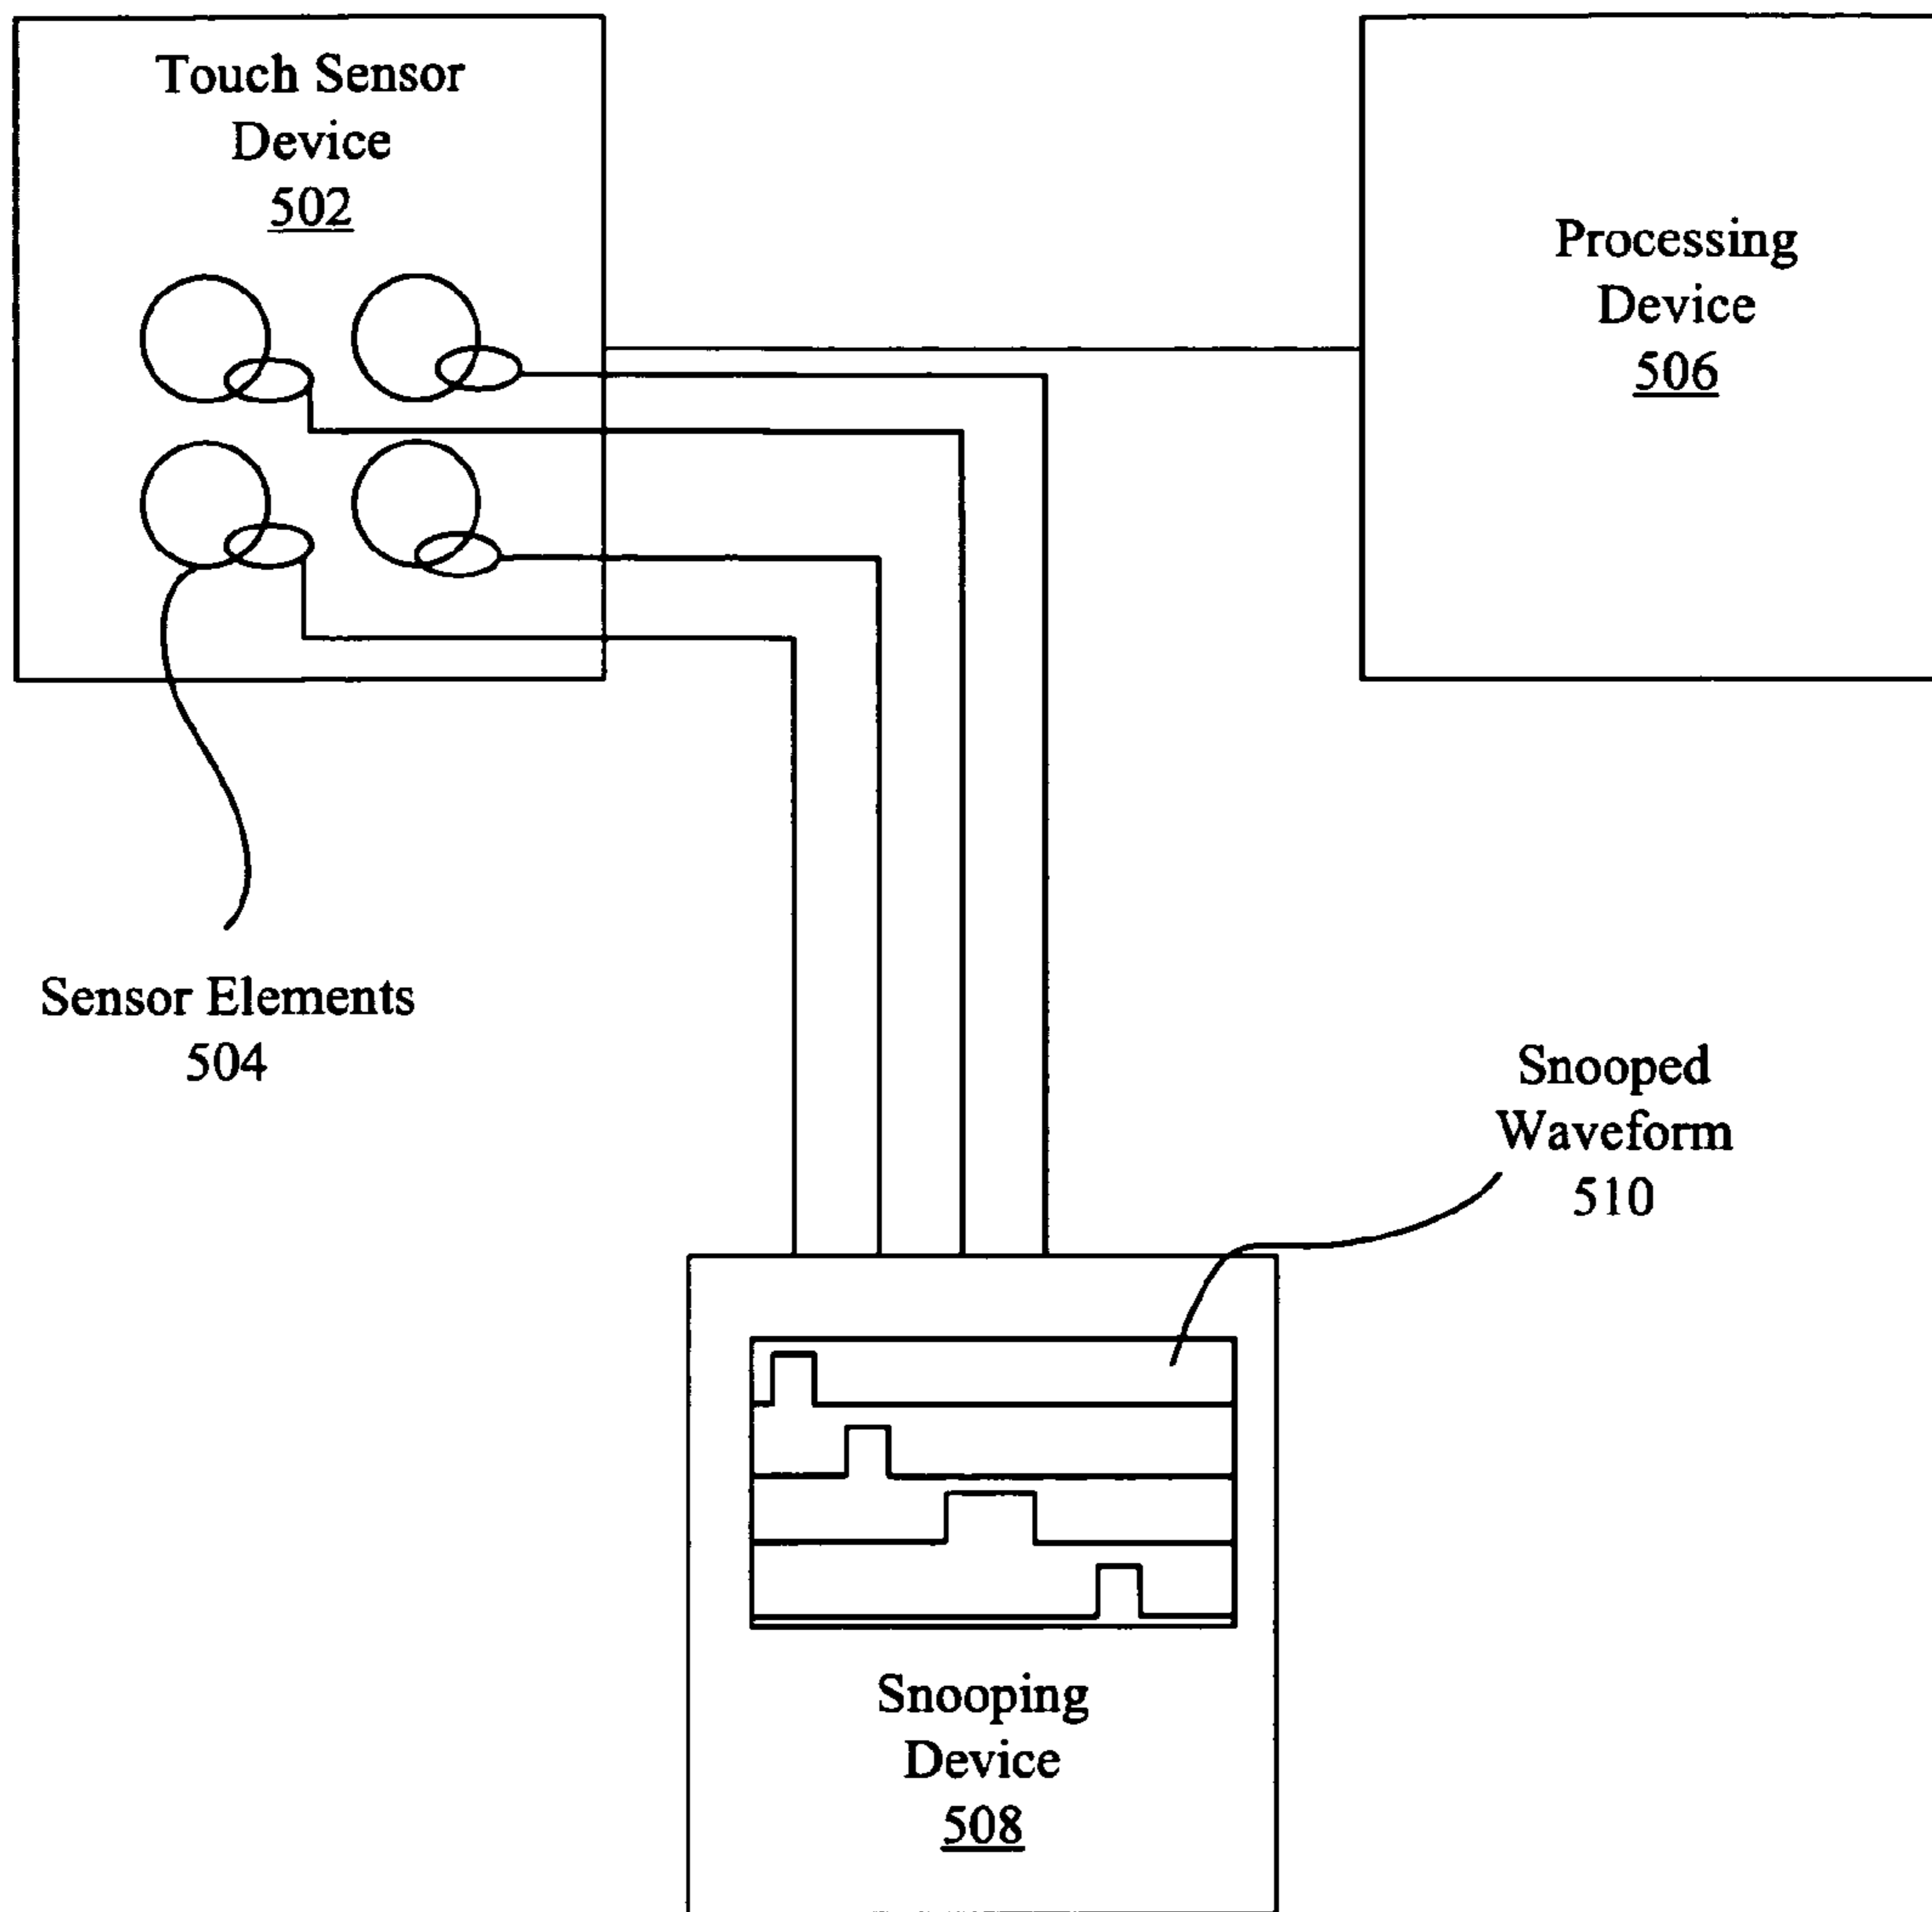 Touch Sensor
Device
502
Processing
Device
506
Sensor Elements
504
Snooped
Waveform
510
Snooping
Device
508